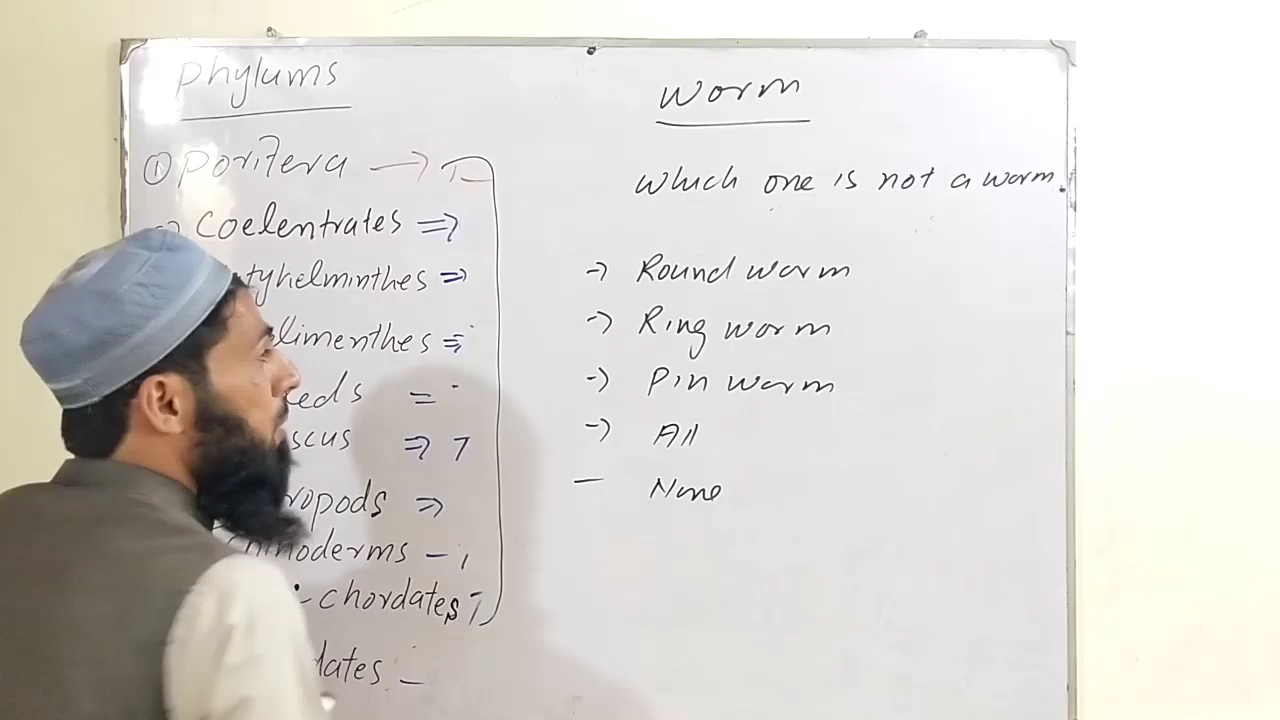 Phylums
① Porifera →
Coelentrates ⇒
tyhelminthes ⇒
limenthes
eds =
scus ⇒ 7
ropods ⇒
noderms –
chordates
dates –
Worm
Which one is not a worm.
→ Round worm
→ Ring worm
→ Pin worm
→ All
— None